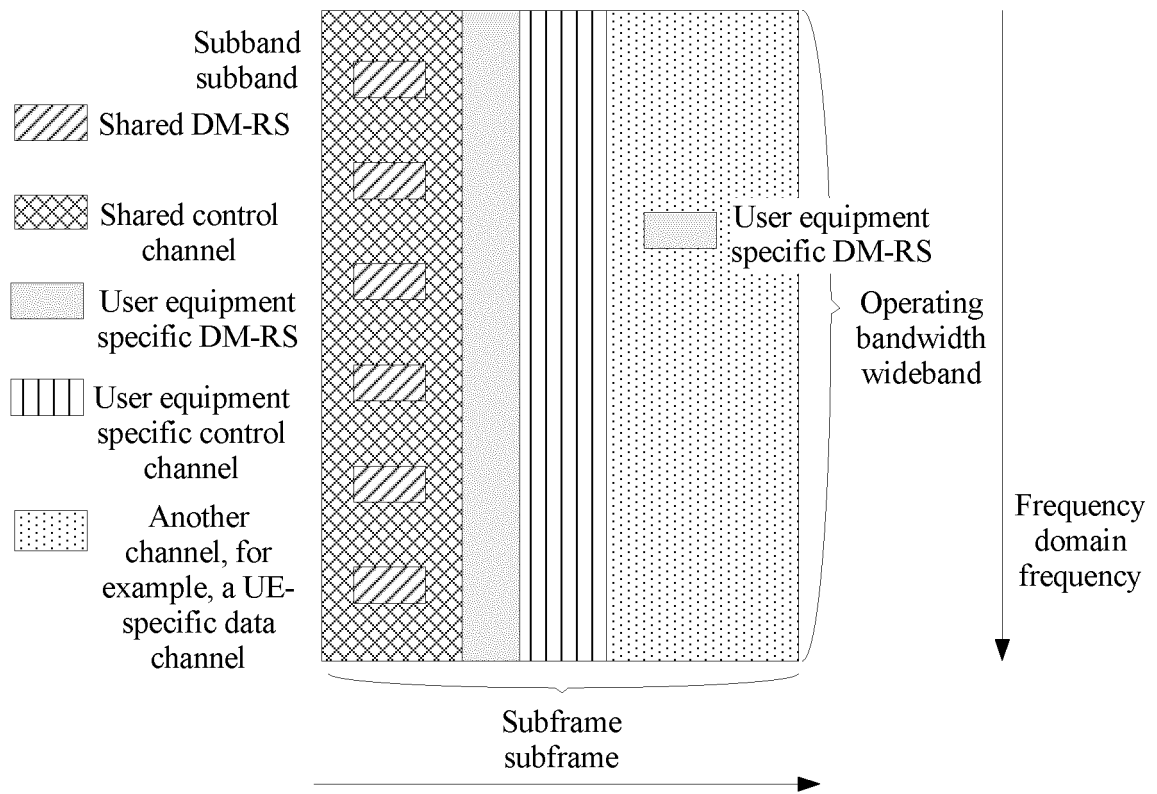 Subband
subband
Shared DM-RS
Shared control
channel
User equipment
specific DM-RS
User equipment
specific control
channel
Another
channel, for
example, a UE-
specific data
channel
User equipment
specific DM-RS
Operating
bandwidth
wideband
Frequency
domain
frequency
Subframe
subframe